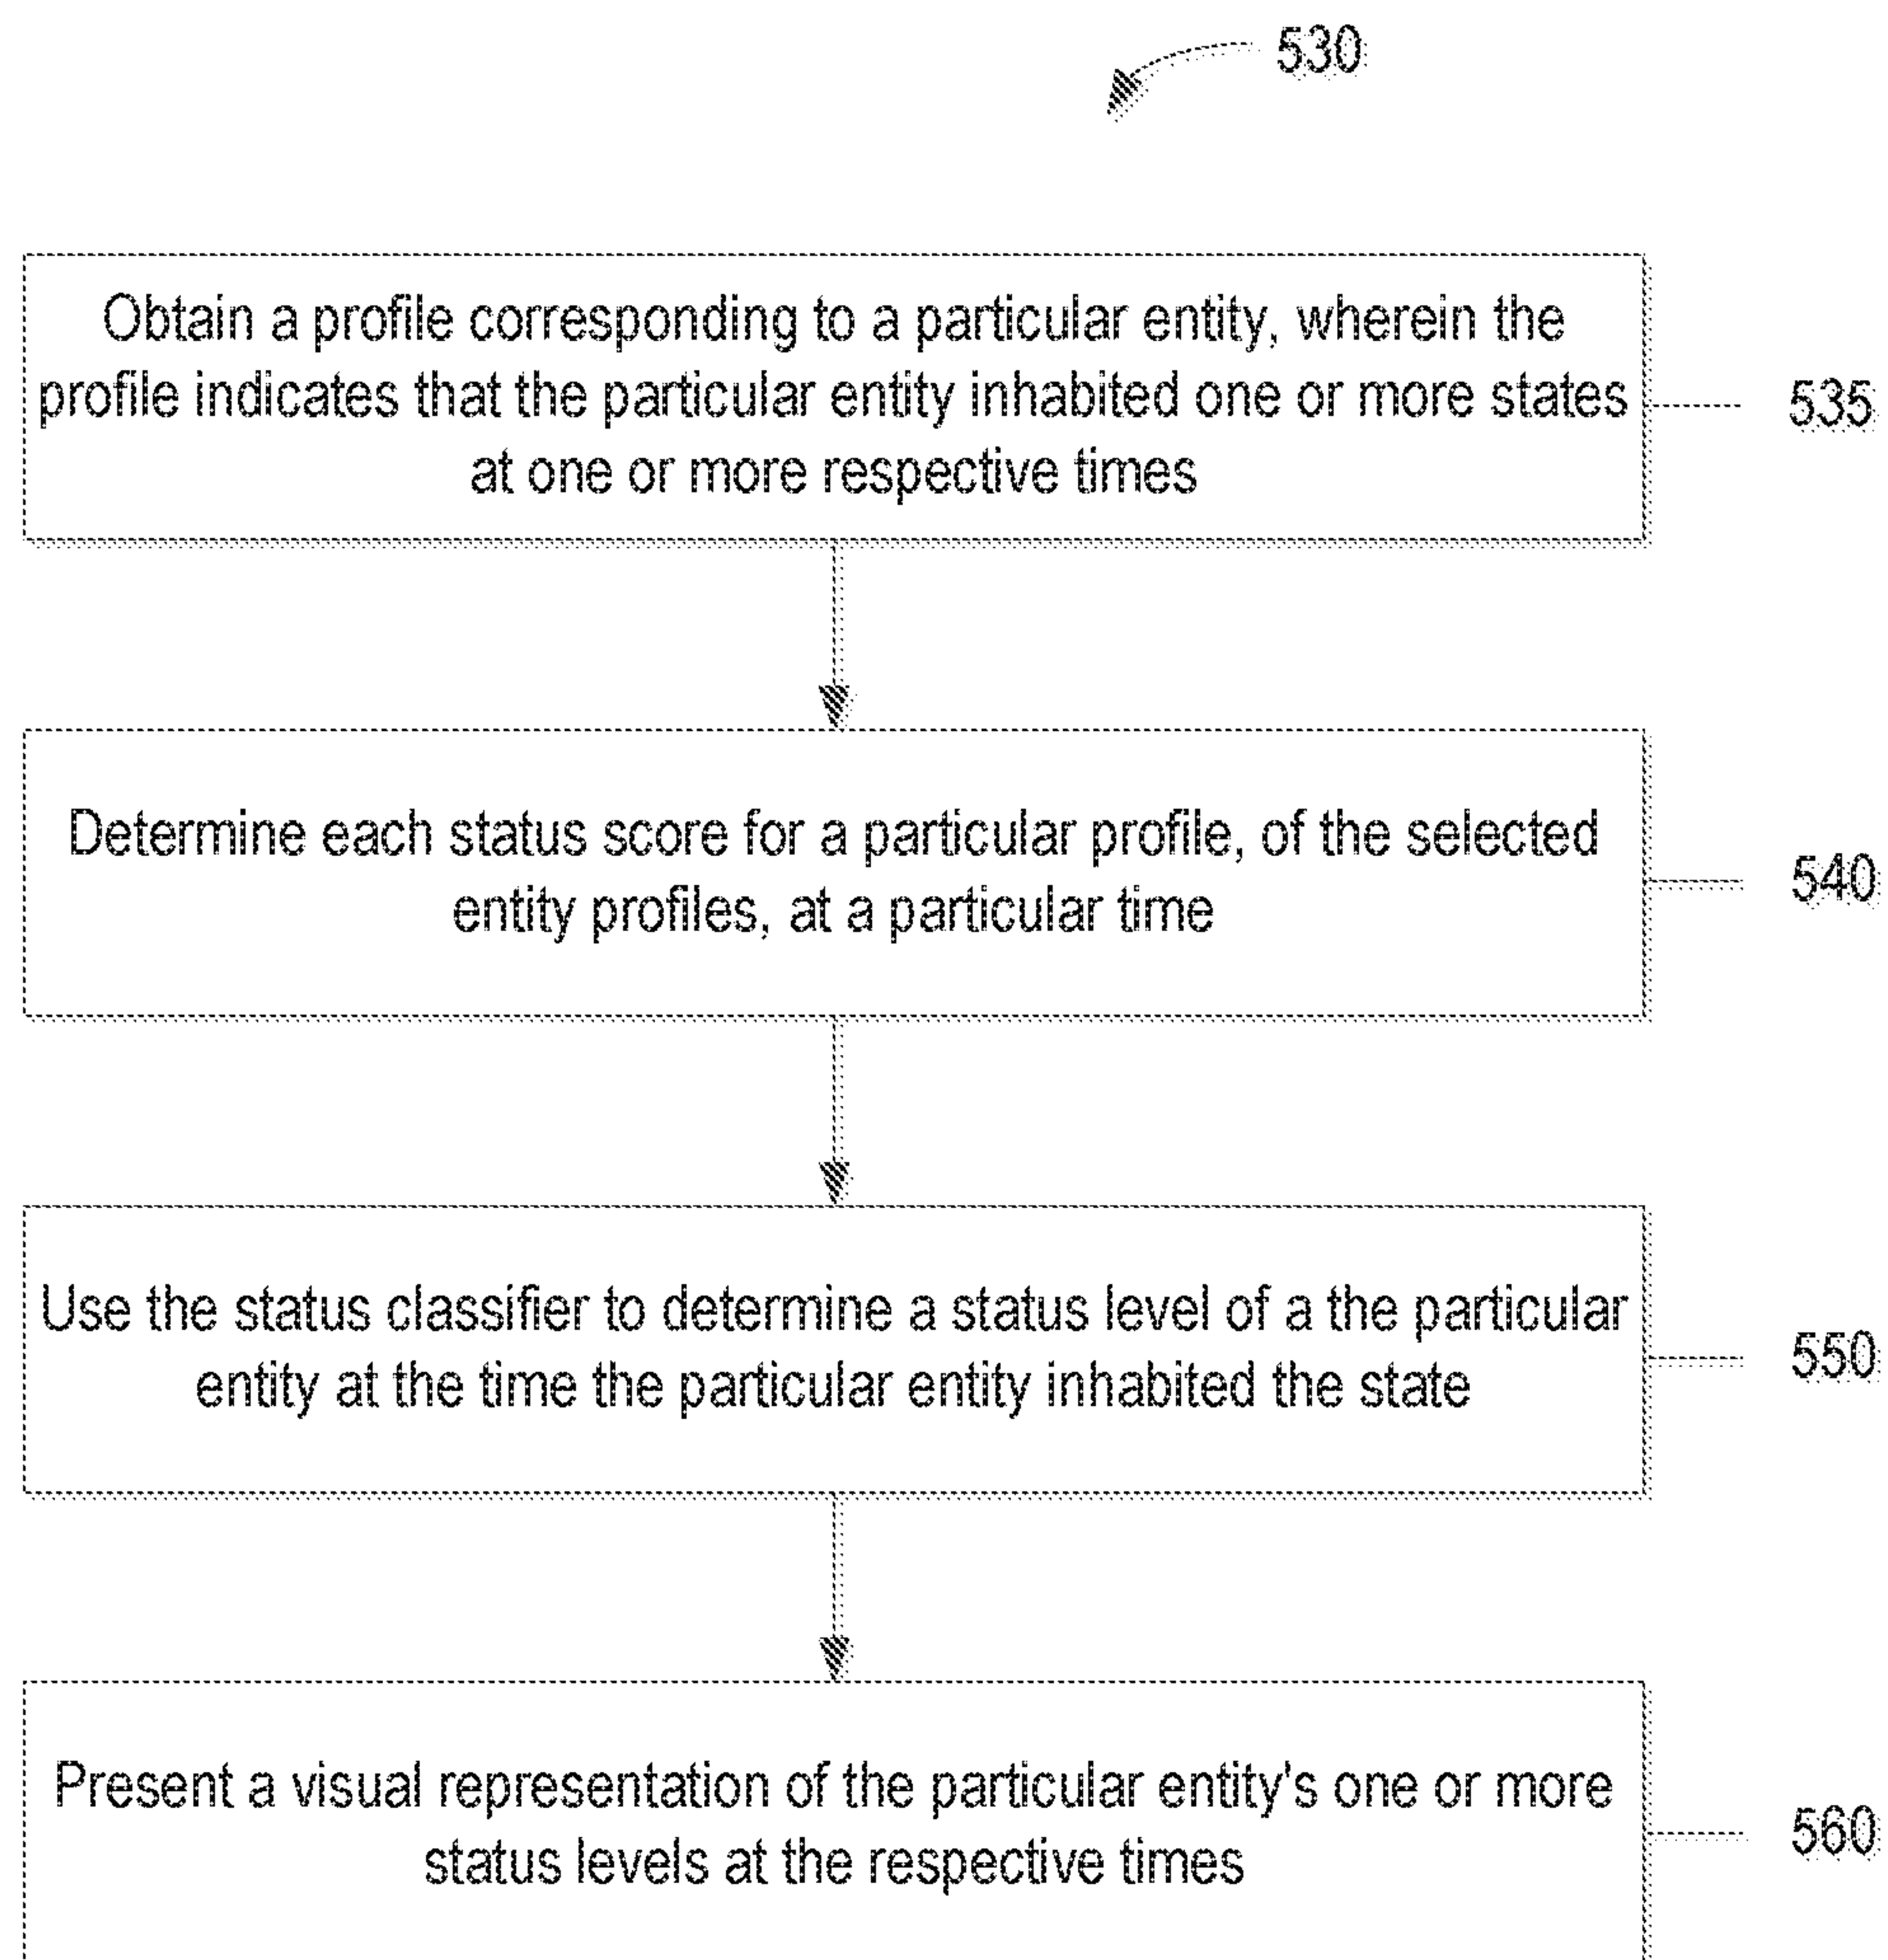 530
Obtain a profile corresponding to a particular entity, wherein the
profile indicates that the particular entity inhabited one or more states
at one or more respective times
535
Determine each status score for a particular profile, of the selected
entity profiles, at a particular time
540
Use the status classifier to determine a status level of a the particular
entity at the time the particular entity inhabited the state
550
Present a visual representation of the particular entity's one or more
status levels at the respective times
560